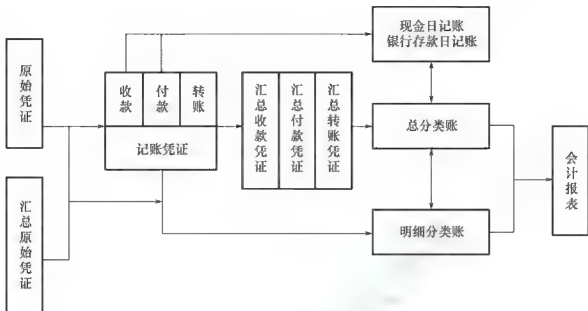 原始凭证
汇总原始凭证
收款
付款
转账
记账凭证
汇总收款凭证
汇总付款凭证
汇总转账凭证
现金日记账
银行存款日记账
总分类账
明细分类账
会计报表